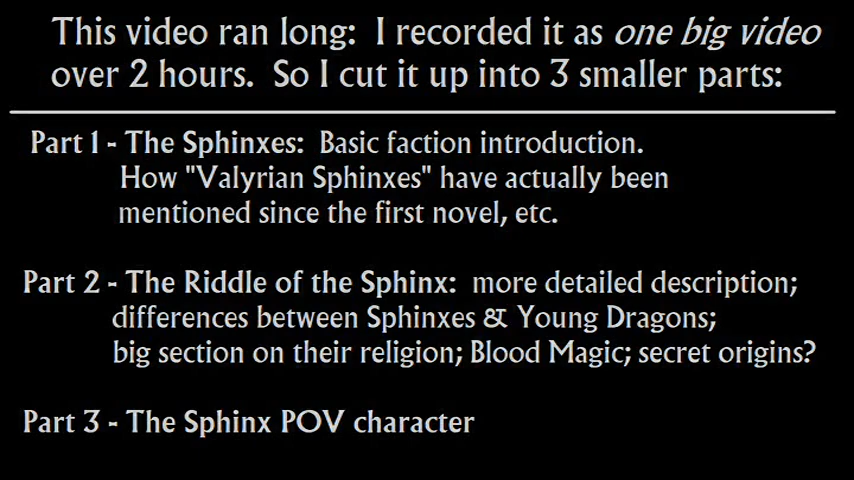 This video ran long: I recorded it as one big video
over 2 hours. So I cut it up into 3 smaller parts:
Part 1 - The Sphinxes: Basic faction introduction.
How "Valyrian Sphinxes" have actually been
mentioned since the first novel, etc.
Part 2 - The Riddle of the Sphinx: more detailed description;
differences between Sphinxes & Young Dragons;
big section on their religion; Blood Magic; secret origins?
Part 3 - The Sphinx POV character